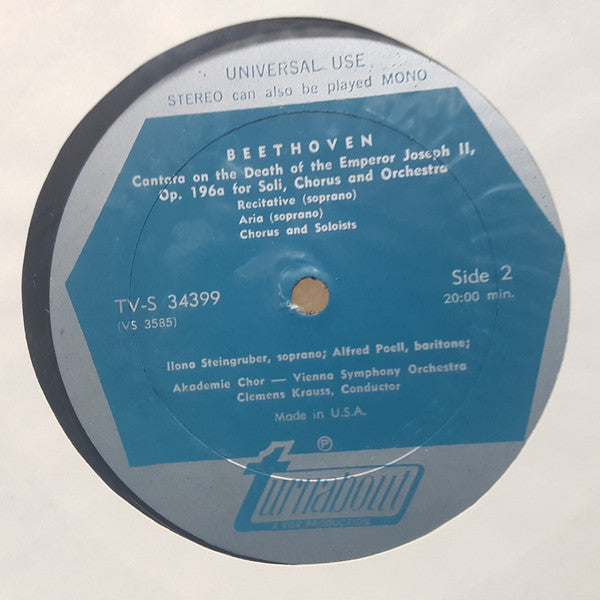 UNIVERSAL USE
STEREO can also be played MONO
BEETHOVEN
Cantata on the Death of the Emperor Joseph II,
Op. 196a for Soli, Chorus and Orchestra
Recitative (soprano)
Aria (soprano)
Chorus and Soloists
TV-S 34399
(VS 3585)
Side 2
20:00 min.
Ilona Steingruber, soprano; Alfred Poell, baritone;
Akademie Chor — Vienna Symphony Orchestra
Clemens Krauss, Conductor
Made in U.S.A.
℗
turnabout
A VOX PRODUCTION